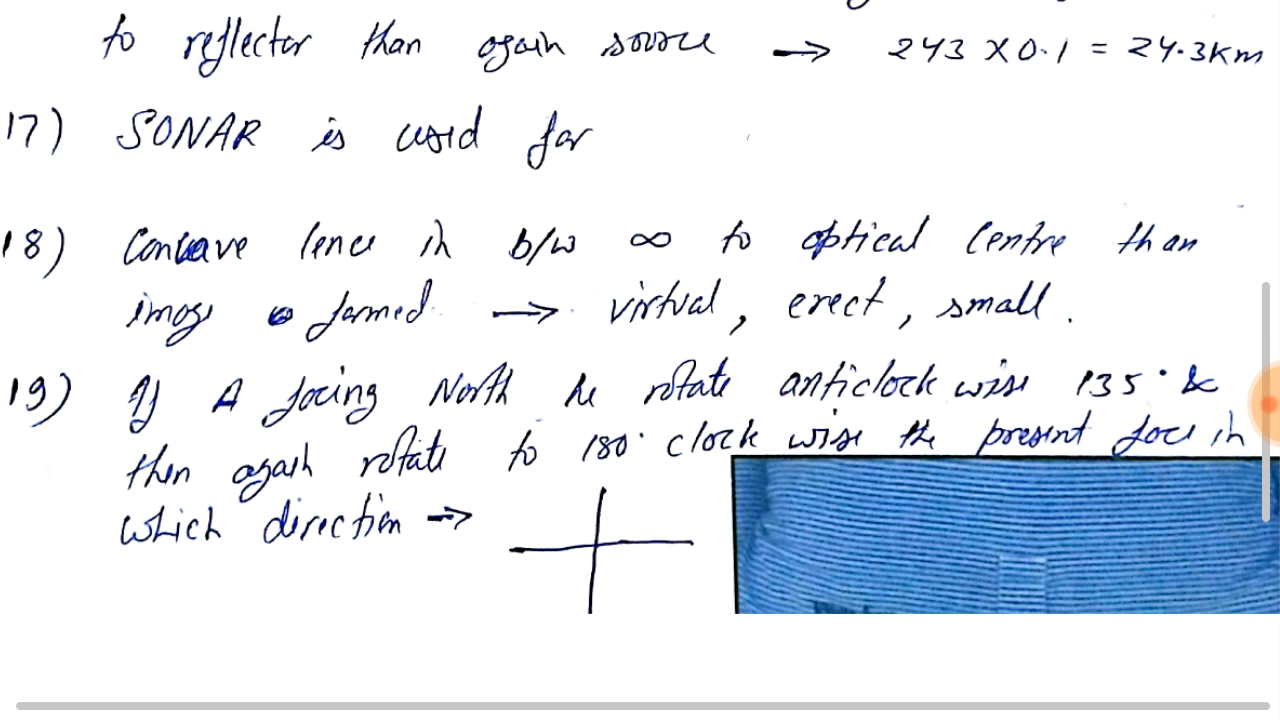 to reflector than again source → 243 X 0.1 = 24.3Km
17) SONAR is used for
18) Concave lence in b/w ∞ to optical Centre than
image is formed → virtual, erect, small.
19) If A facing North he rotate anticlock wise 135° &
then again rotate to 180° clock wise the present face in
which direction →